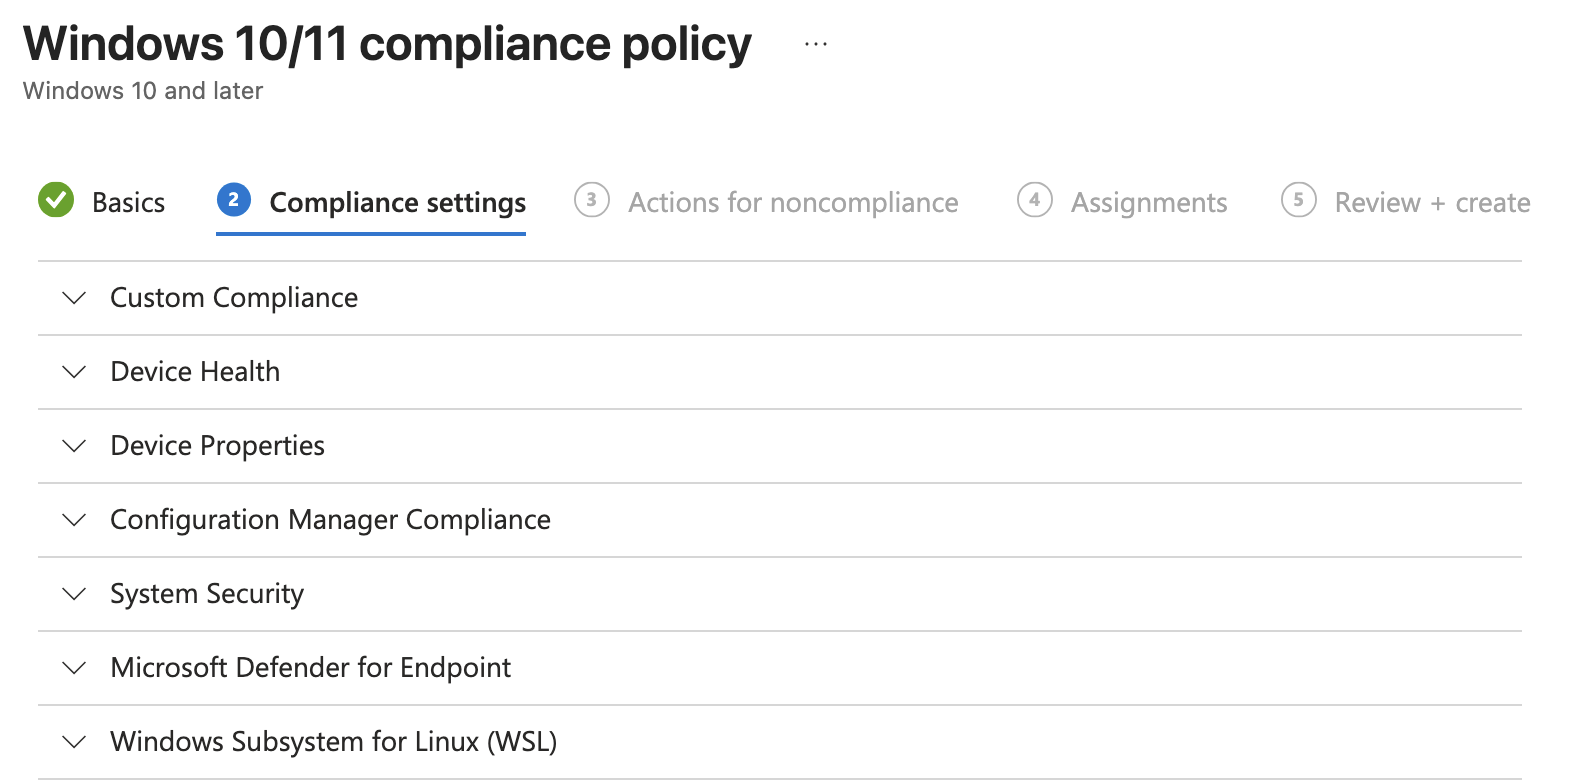 Windows 10/11 compliance policy ...
Windows 10 and later
Basics 2 Compliance settings 3 Actions for noncompliance 4 Assignments 5 Review + create
Custom Compliance
Device Health
Device Properties
Configuration Manager Compliance
System Security
Microsoft Defender for Endpoint
Windows Subsystem for Linux (WSL)